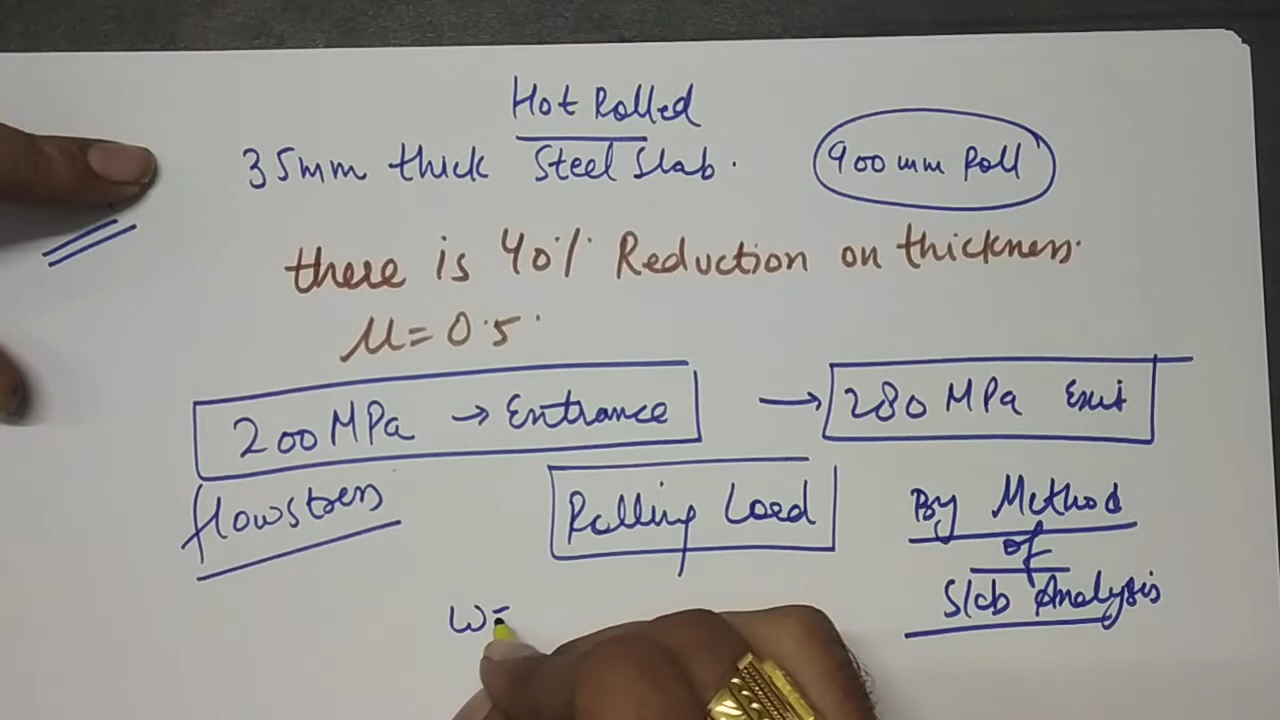 Hot Rolled
35mm thick Steel Slab. 900 mm Roll
there is 40% Reduction on thickness.
μ = 0.5.
200 MPa → Entrance → 280 MPa Exit
flowstress Rolling Load By Method
of
Slab Analysis
W=